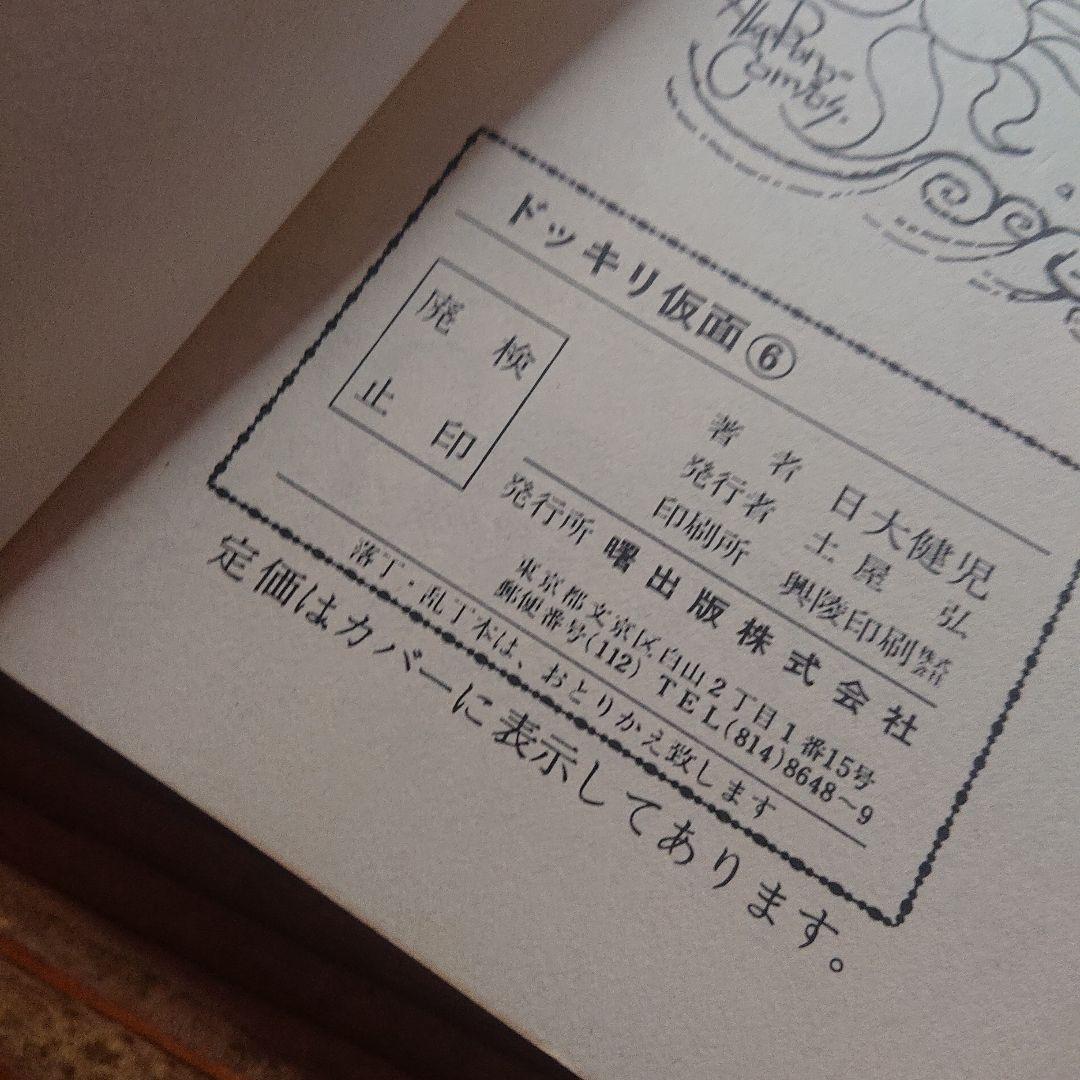 ドッキリ仮面⑥
検印
廃止
著者 日大健児
発行者 土屋弘
印刷所 興陵印刷株式会社
発行所 曙出版株式会社
東京都文京区白山2丁目1番15号
郵便番号(112) TEL(814)8648〜9
落丁・乱丁本は、おとりかえ致します
定価はカバーに表示してあります。